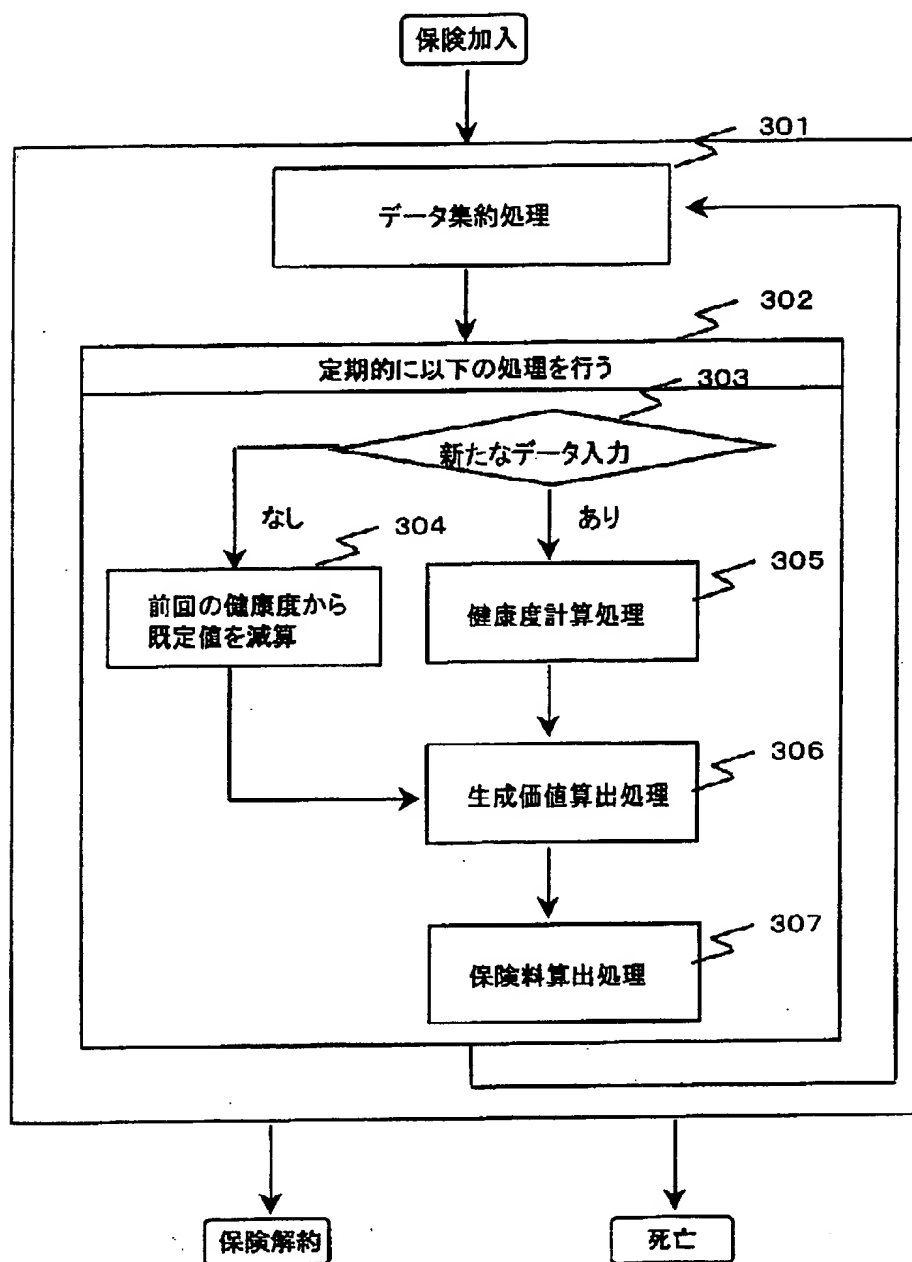 保険加入
301
データ集約処理
302
定期的に以下の処理を行う
303
新たなデータ入力
なし
304
あり
305
前回の健康度から
既定値を減算
健康度計算処理
306
生成価値算出処理
307
保険料算出処理
保険解約
死亡